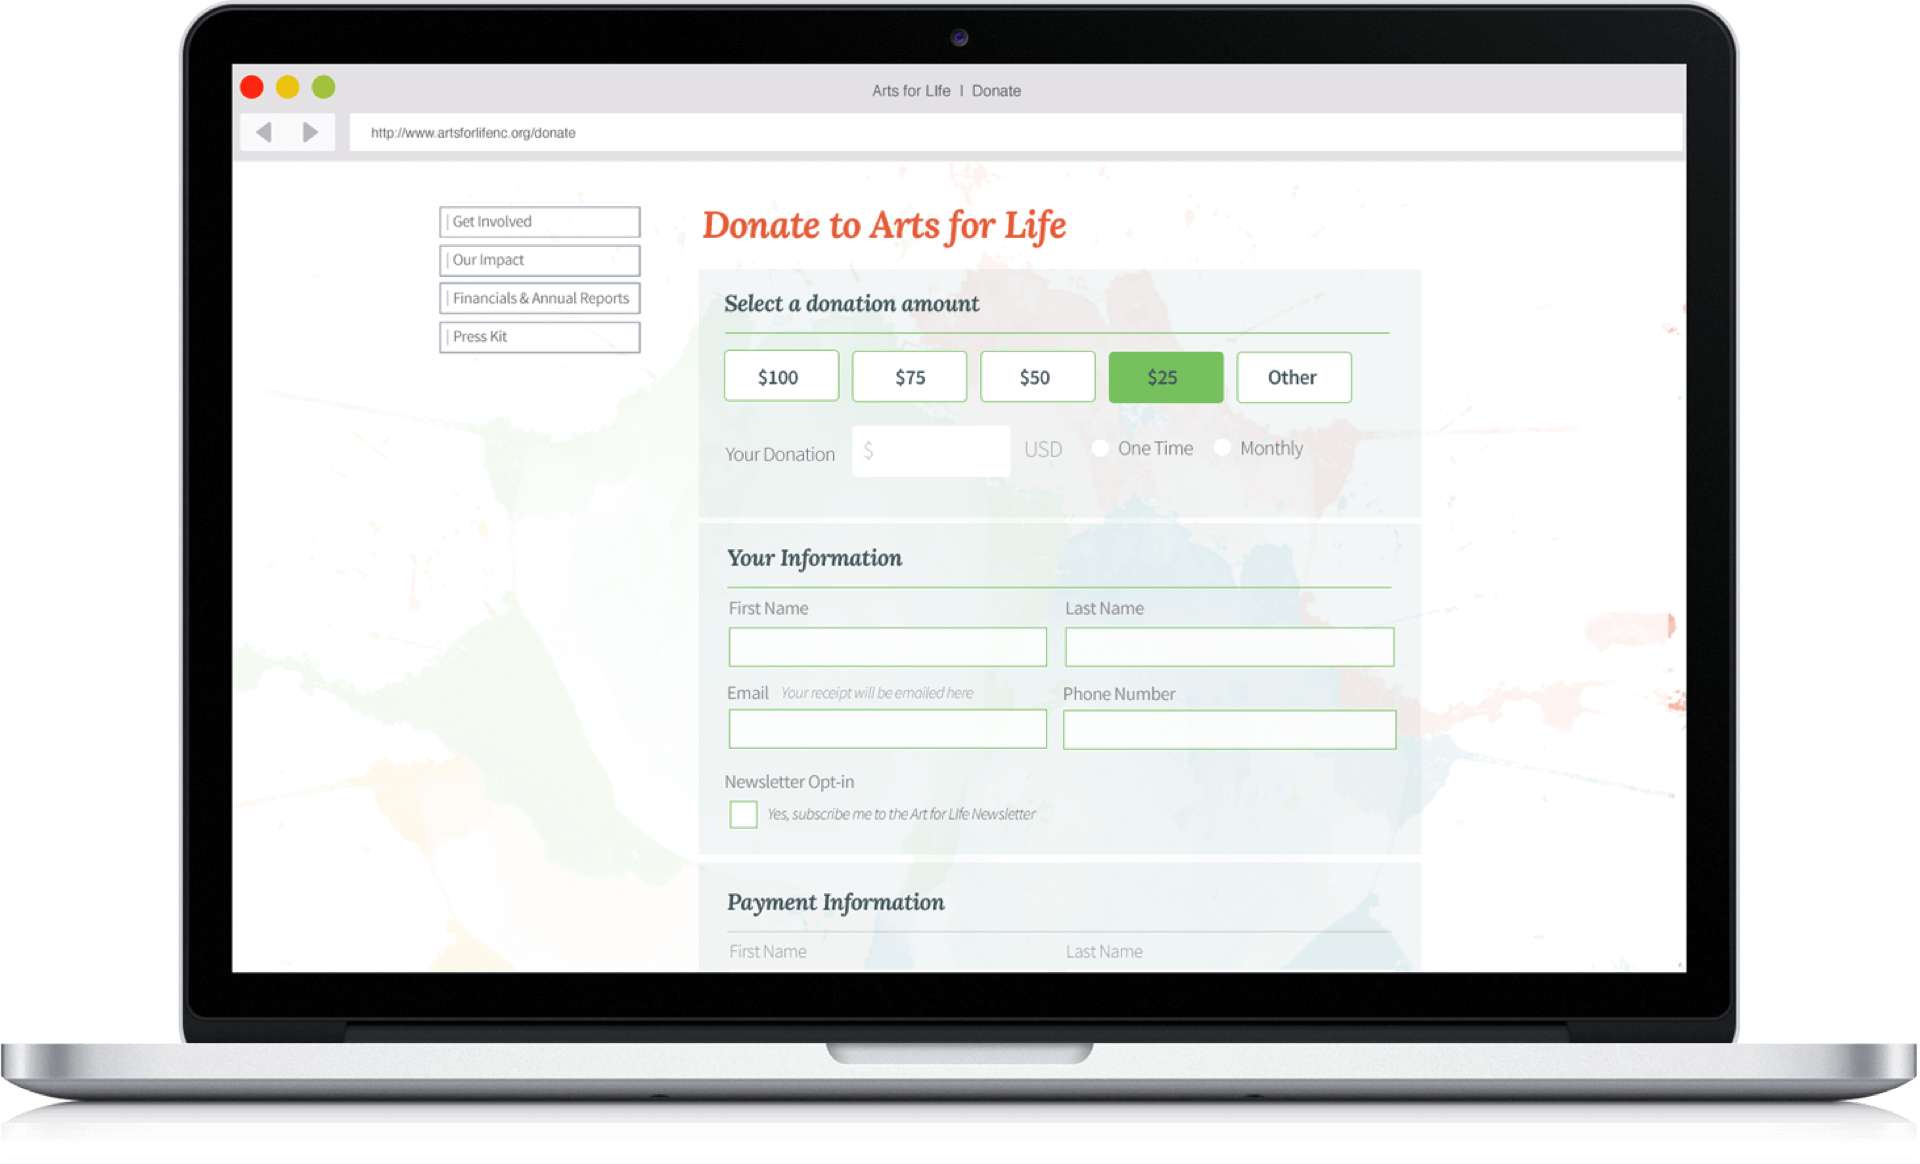 Arts for LIfe | Donate
http://www.artsforlifenc.org/donate
Get Involved
Our Impact
Financials & Annual Reports
Press Kit
Donate to Arts for Life
Select a donation amount
$100 $75 $50 $25 Other
Your Donation $ USD One Time Monthly
Your Information
First Name Last Name
Email Your receipt will be emailed here Phone Number
Newsletter Opt-in
Yes, subscribe me to the Art for LIfe Newsletter
Payment Information
First Name Last Name